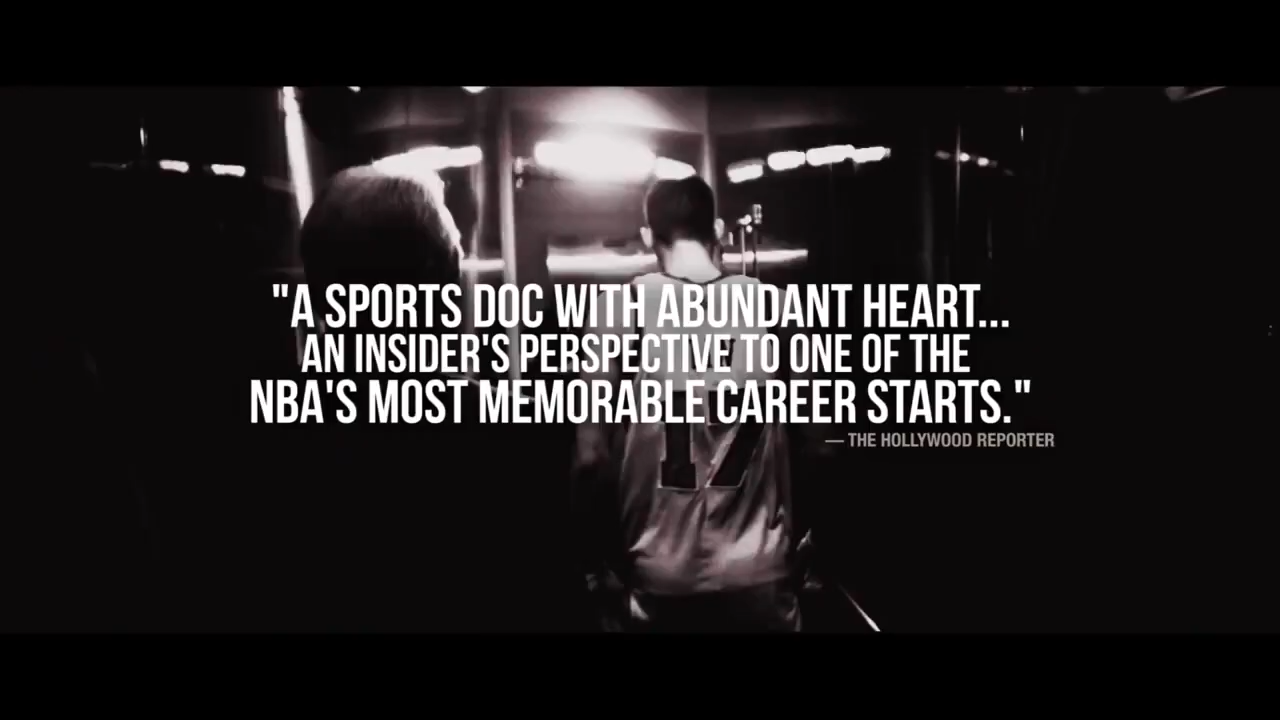 "A SPORTS DOC WITH ABUNDANT HEART...
AN INSIDER'S PERSPECTIVE TO ONE OF THE
NBA'S MOST MEMORABLE CAREER STARTS."
— THE HOLLYWOOD REPORTER
17